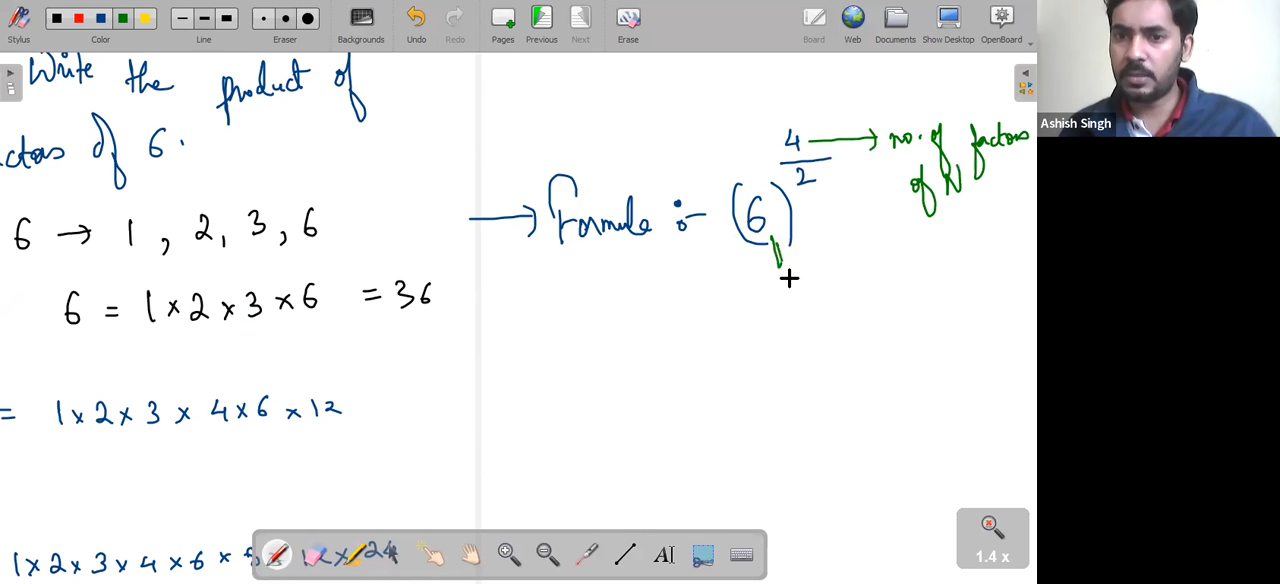 Stylus
Color
Line
Eraser
Backgrounds
Undo
Redo
Pages
Previous
Next
Erase
Board
Web
Documents
Show Desktop
OpenBoard
Ashish Singh
Write the product of
ctors of 6.
6 → 1, 2, 3, 6
6 = 1 × 2 × 3 × 6 = 36
= 1 × 2 × 3 × 4 × 6 × 12
1 × 2 × 3 × 4 × 6 × 12 × 24
→ Formula :- (6)^4/2
4 → no. of factors
of N
AI
1.4 x